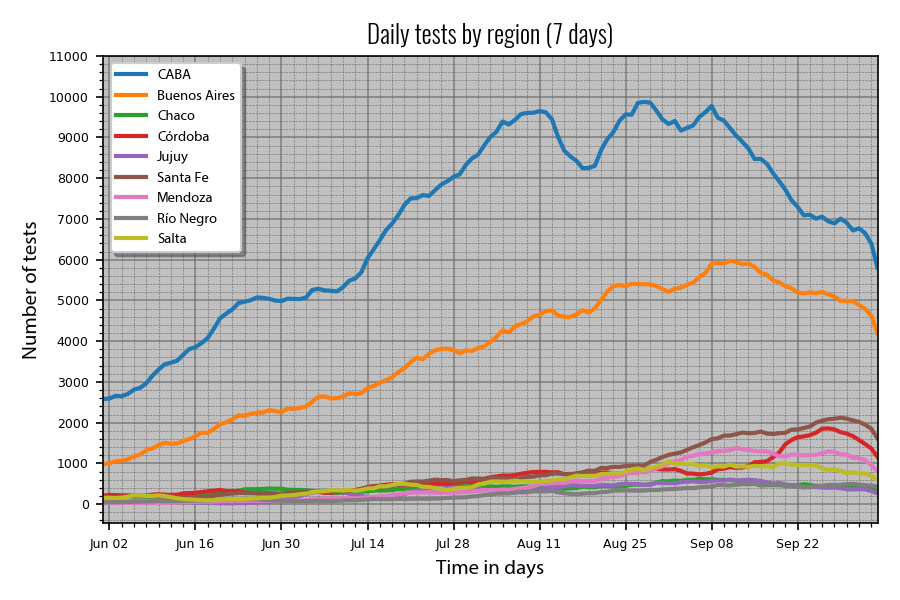 Daily tests by region (7 days)
11000
10000
9000
8000
7000
6000
5000
4000
3000
2000
1000
0
Number of tests
CABA
Buenos Aires
Chaco
Córdoba
Jujuy
Santa Fe
Mendoza
Río Negro
Salta
Jun 02 Jun 16 Jun 30 Jul 14 Jul 28 Aug 11 Aug 25 Sep 08 Sep 22
Time in days